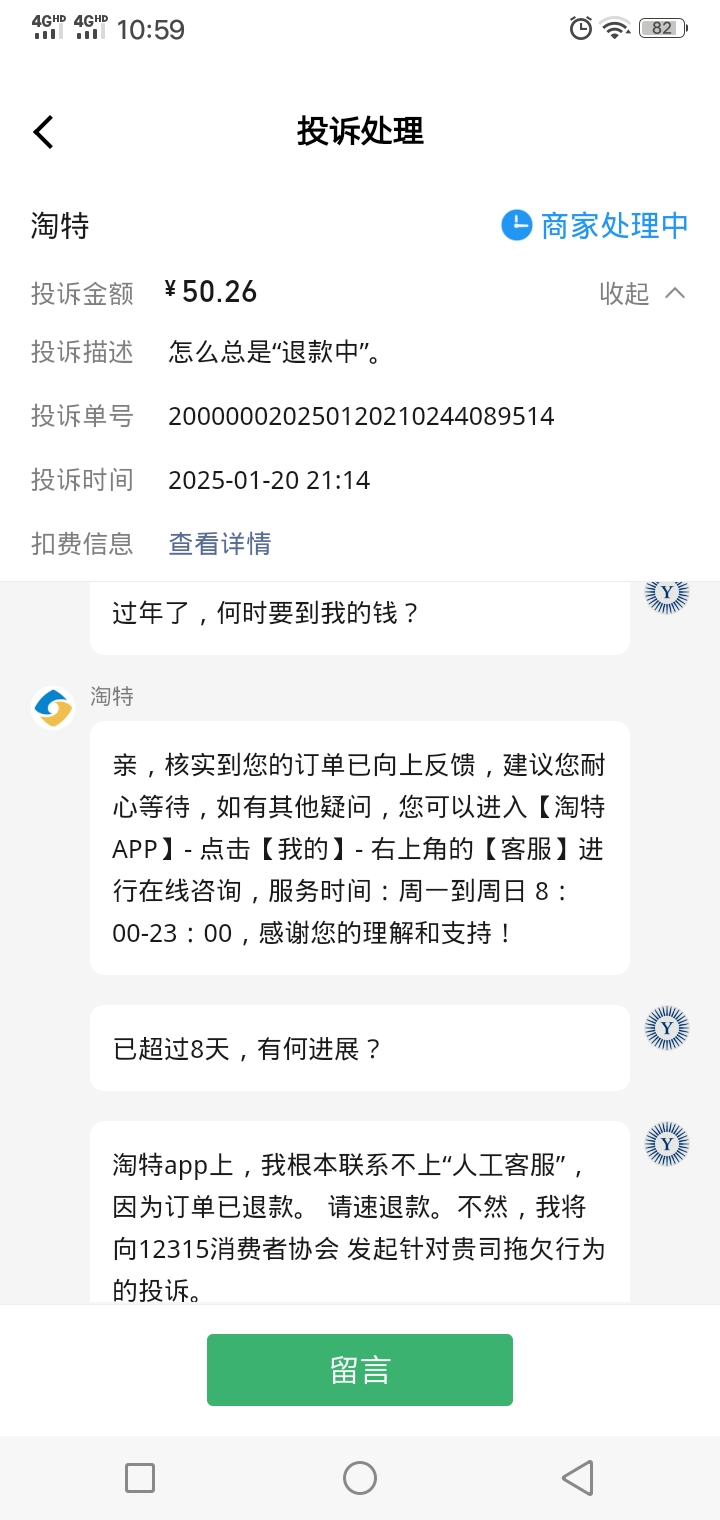 4GHD 4GHD 10:59 82
投诉处理
淘特 商家处理中
投诉金额 ¥50.26 收起
投诉描述 怎么总是“退款中”。
投诉单号 200000020250120210244089514
投诉时间 2025-01-20 21:14
扣费信息 查看详情
过年了，何时要到我的钱？
Y
淘特
亲，核实到您的订单已向上反馈，建议您耐
心等待，如有其他疑问，您可以进入【淘特
APP】- 点击【我的】- 右上角的【客服】进
行在线咨询，服务时间：周一到周日 8：
00-23：00，感谢您的理解和支持！
已超过8天，有何进展？
Y
淘特app上，我根本联系不上“人工客服”，
Y
因为订单已退款。 请速退款。不然，我将
向12315消费者协会 发起针对贵司拖欠行为
的投诉。
留言